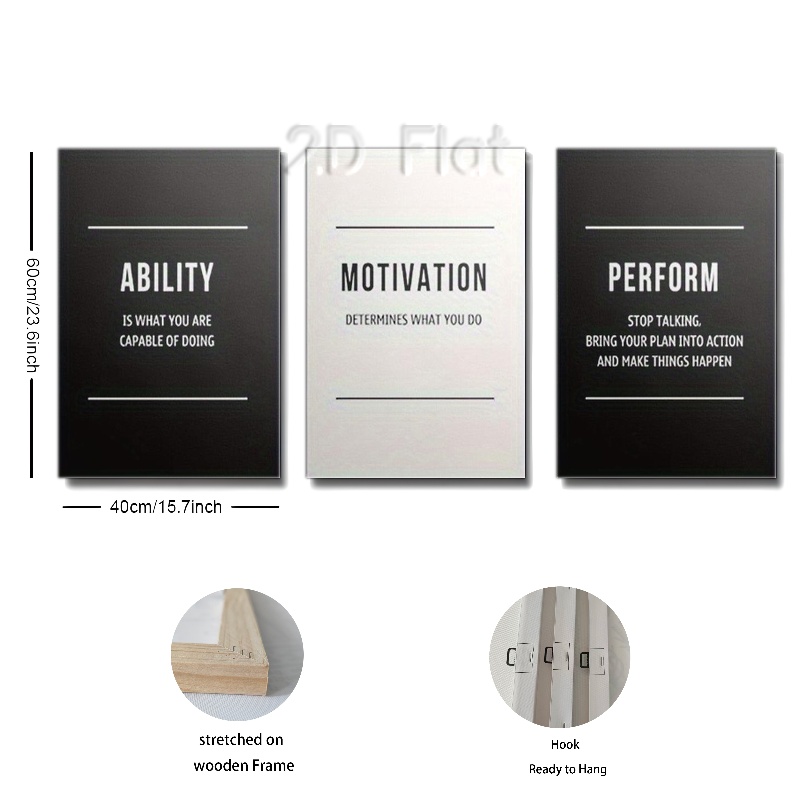 2.D Flat
60cm/23.6inch
ABILITY
IS WHAT YOU ARE
CAPABLE OF DOING
MOTIVATION
DETERMINES WHAT YOU DO
PERFORM
STOP TALKING,
BRING YOUR PLAN INTO ACTION
AND MAKE THINGS HAPPEN
40cm/15.7inch
stretched on
wooden Frame
Hook
Ready to Hang